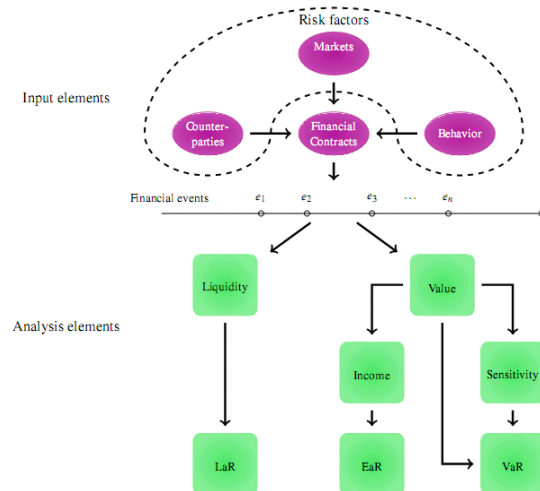 Risk factors
Markets
Input elements
Counter-
parties
Financial
Contracts
Behavior
Financial events
e1
e2
e3
...
en
Liquidity
Value
Analysis elements
Income
Sensitivity
LaR
EaR
VaR